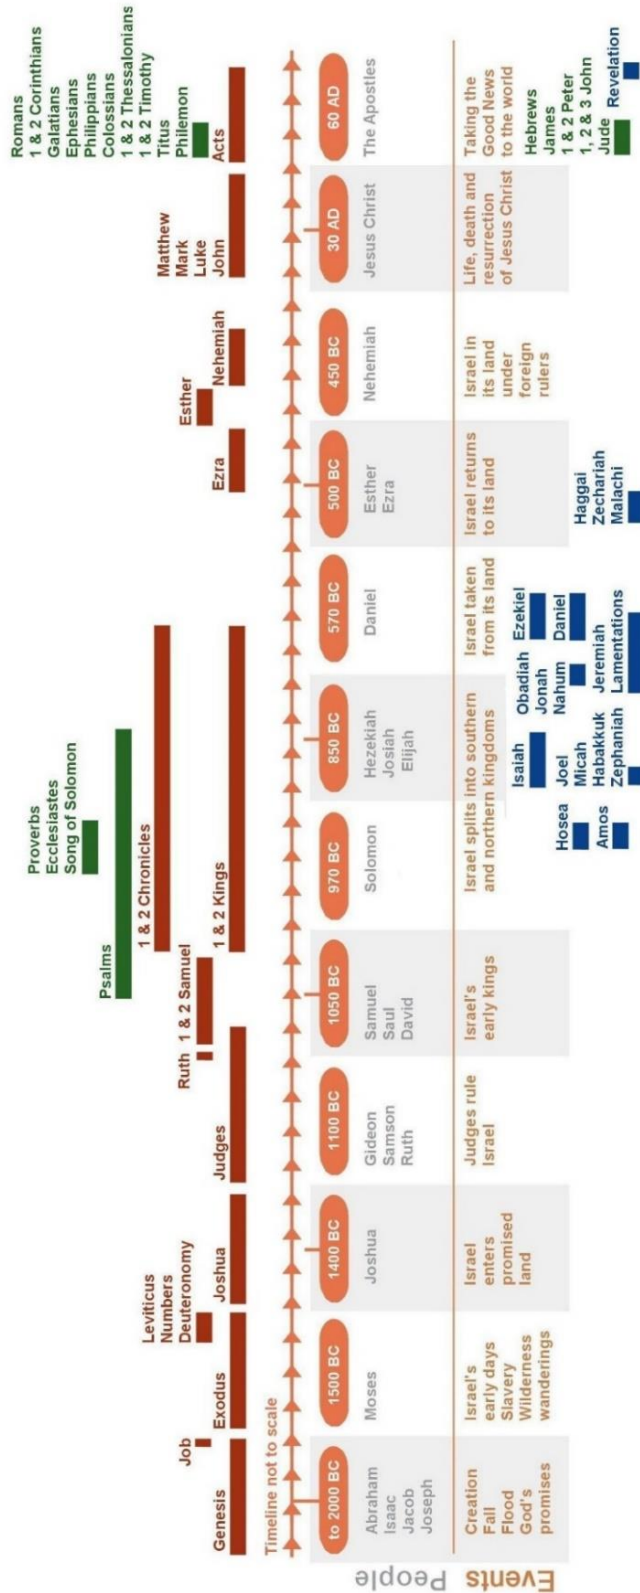 Proverbs
Ecclesiastes
Song of Solomon
Psalms
Romans
1 & 2 Corinthians
Galatians
Ephesians
Philippians
Colossians
1 & 2 Thessalonians
1 & 2 Timothy
Titus
Philemon
Leviticus
Numbers
Deuteronomy
Job
Ruth
1 & 2 Samuel
1 & 2 Chronicles
Esther
Matthew
Mark
Luke
John
Genesis
Exodus
Joshua
Judges
1 & 2 Kings
Ezra
Nehemiah
Acts
Timeline not to scale
to 2000 BC
1500 BC
1400 BC
1100 BC
1050 BC
970 BC
850 BC
570 BC
500 BC
450 BC
30 AD
60 AD
People
Abraham
Isaac
Jacob
Joseph
Moses
Joshua
Gideon
Samson
Ruth
Samuel
Saul
David
Solomon
Hezekiah
Josiah
Elijah
Daniel
Esther
Ezra
Nehemiah
Jesus Christ
The Apostles
Events
Creation
Fall
Flood
God's
promises
Israel's
early days
Slavery
Wilderness
wanderings
Israel
enters
promised
land
Judges rule
Israel
Israel's
early kings
Israel splits into southern
and northern kingdoms
Israel taken
from its land
Israel returns
to its land
Israel in
its land
under
foreign
rulers
Life, death and
resurrection
of Jesus Christ
Taking the
Good News
to the world
Hosea
Amos
Isaiah
Joel
Micah
Habakkuk
Zephaniah
Obadiah
Jonah
Nahum
Jeremiah
Lamentations
Ezekiel
Daniel
Haggai
Zechariah
Malachi
Hebrews
James
1 & 2 Peter
1, 2 & 3 John
Jude
Revelation